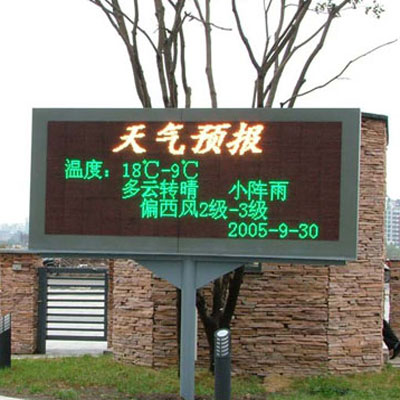 天气预报
温度：18℃-9℃
多云转晴 小阵雨
偏西风2级-3级
2005-9-30